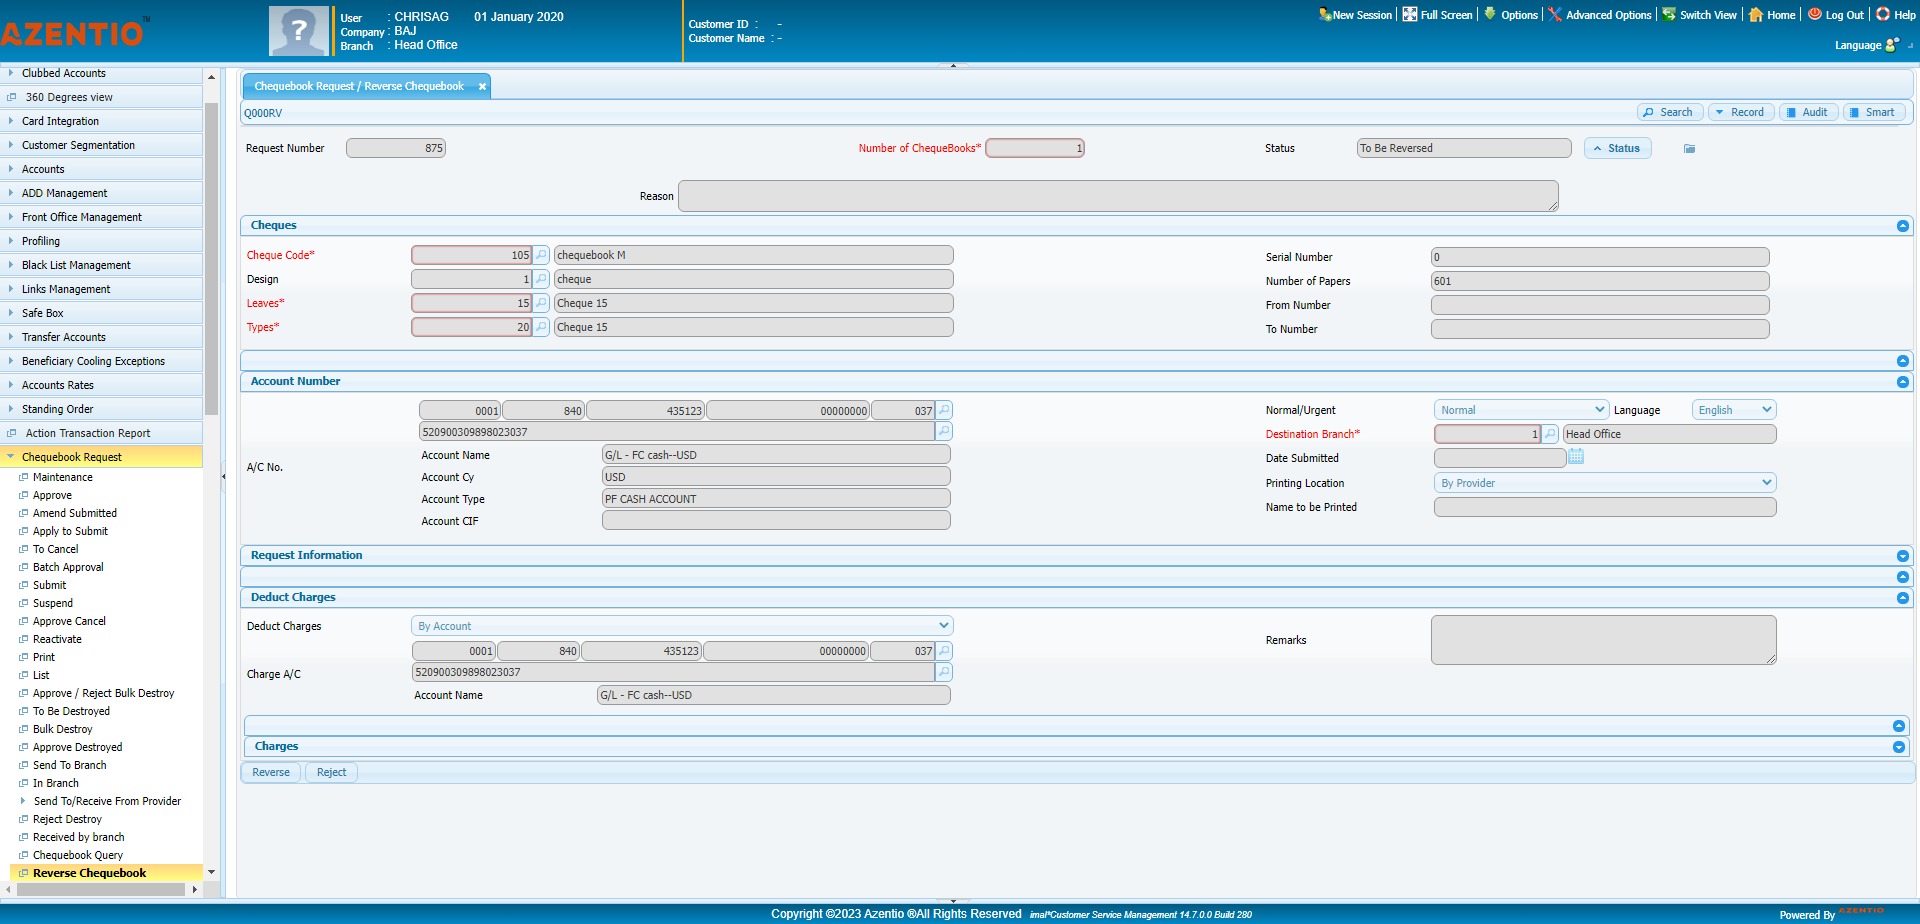 AZENTIO™
User : CHRISAG 01 January 2020
Company : BAJ
Branch : Head Office
Customer ID : -
Customer Name : -
New Session Full Screen Options Advanced Options Switch View Home Log Out Help
Language
Clubbed Accounts
360 Degrees view
Card Integration
Customer Segmentation
Accounts
ADD Management
Front Office Management
Profiling
Black List Management
Links Management
Safe Box
Transfer Accounts
Beneficiary Cooling Exceptions
Accounts Rates
Standing Order
Action Transaction Report
Chequebook Request
Maintenance
Approve
Amend Submitted
Apply to Submit
To Cancel
Batch Approval
Submit
Suspend
Approve Cancel
Reactivate
Print
List
Approve / Reject Bulk Destroy
To Be Destroyed
Bulk Destroy
Approve Destroyed
Send To Branch
In Branch
Send To/Receive From Provider
Reject Destroy
Received by branch
Chequebook Query
Reverse Chequebook
Chequebook Request / Reverse Chequebook
Q000RV
Search Record Audit Smart
Request Number 875 Number of ChequeBooks* 1 Status To Be Reversed Status
Reason
Cheques
Cheque Code* 105 chequebook M
Design 1 cheque
Leaves* 15 Cheque 15
Types* 20 Cheque 15
Serial Number 0
Number of Papers 601
From Number
To Number
Account Number
A/C No.
0001 840 435123 00000000 037
520900309898023037
Account Name G/L - FC cash--USD
Account Cy USD
Account Type PF CASH ACCOUNT
Account CIF
Normal/Urgent Normal Language English
Destination Branch* 1 Head Office
Date Submitted
Printing Location By Provider
Name to be Printed
Request Information
Deduct Charges
Deduct Charges By Account
Charge A/C
0001 840 435123 00000000 037
520900309898023037
Account Name G/L - FC cash--USD
Remarks
Charges
Reverse Reject
Copyright ©2023 Azentio ®All Rights Reserved imal*Customer Service Management 14.7.0.0 Build 280
Powered By AZENTIO